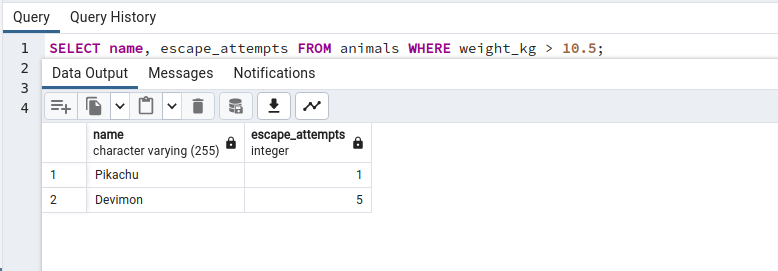 Query Query History
1 SELECT name, escape_attempts FROM animals WHERE weight_kg > 10.5;
2
3
4
Data Output Messages Notifications
name escape_attempts
character varying (255) integer
1 Pikachu 1
2 Devimon 5